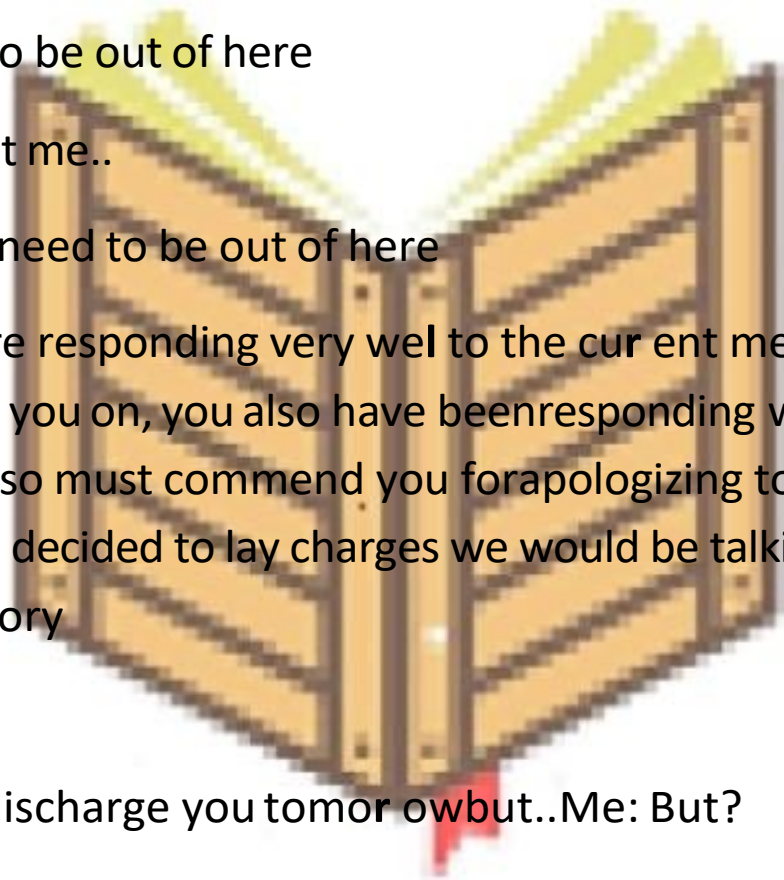 o be out of here
t me..
need to be out of here
re responding very wel to the cur ent me
you on, you also have beenresponding v
so must commend you forapologizing to
decided to lay charges we would be talki
ory
ischarge you tomor owbut..Me: But?